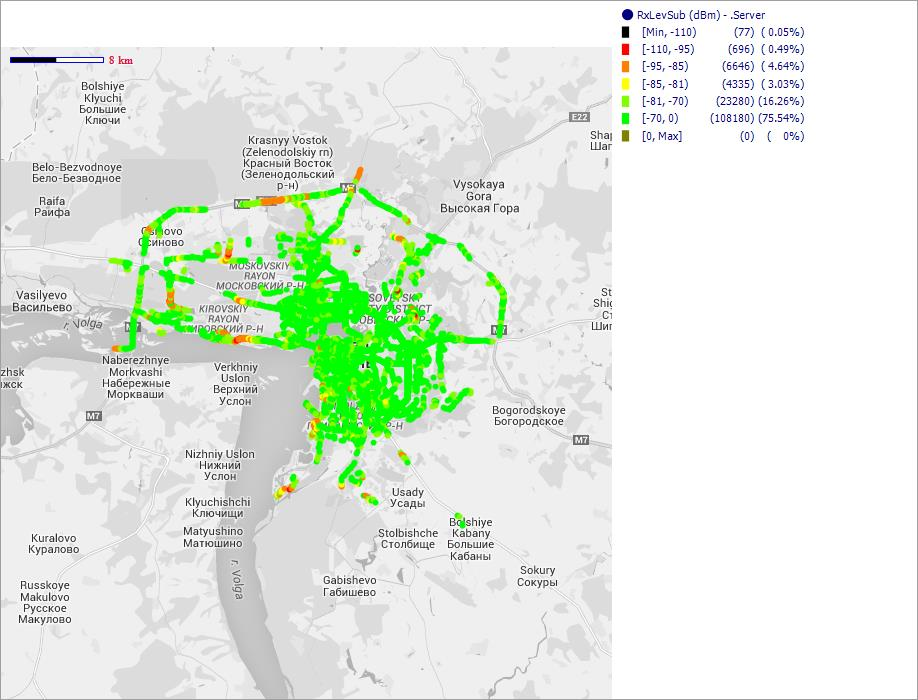 RxLevSub (dBm) - .Server
[Min, -110) (77) ( 0.05%)
[-110, -95) (696) ( 0.49%)
[-95, -85) (6646) ( 4.64%)
[-85, -81) (4335) ( 3.03%)
[-81, -70) (23280) (16.26%)
[-70, 0) (108180) (75.54%)
[0, Max] (0) ( 0%)
8 km
Bolshiye
Klyuchi
Большие
Ключи
E22
Krasnyy Vostok
(Zelenodolskiy rn)
Красный Восток
(Зеленодольский
р-н)
Belo-Bezvodnoye
Бело-Безводное
Raifa
Раифа
Vysokaya
Gora
Высокая Гора
Осиново
MOSKOVSKIY
RAYON
МОСКОВСКИЙ Р-Н
Vasilyevo
Васильево
KIROVSKIY
RAYON
г. Volga
M7
M7
Naberezhnye
Morkvashi
Набережные
Моркваши
Verkhniy
Uslon
Верхний
Услон
M7
Bogorodskoye
Богородское
M7
Nizhniy Uslon
Нижний
Услон
Klyuchishchi
Ключищи
Matyushino
Матюшино
Usady
Усады
Stolbishche
Столбище
Bolshiye
Kabany
Большие
Кабаны
Kuralovo
Куралово
Sokury
Сокуры
Gabishevo
Габишево
г. Volga
Russkoye
Makulovo
Русское
Макулово